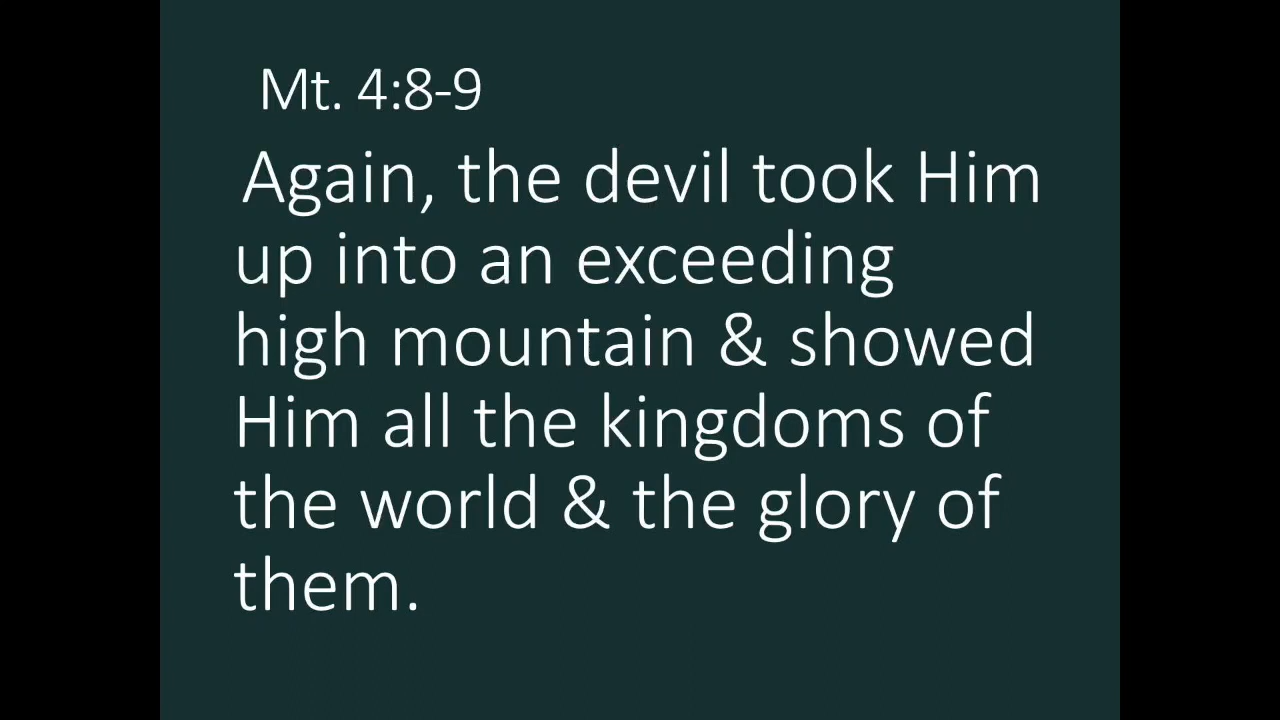 Mt. 4:8-9
Again, the devil took Him
up into an exceeding
high mountain & showed
Him all the kingdoms of
the world & the glory of
them.